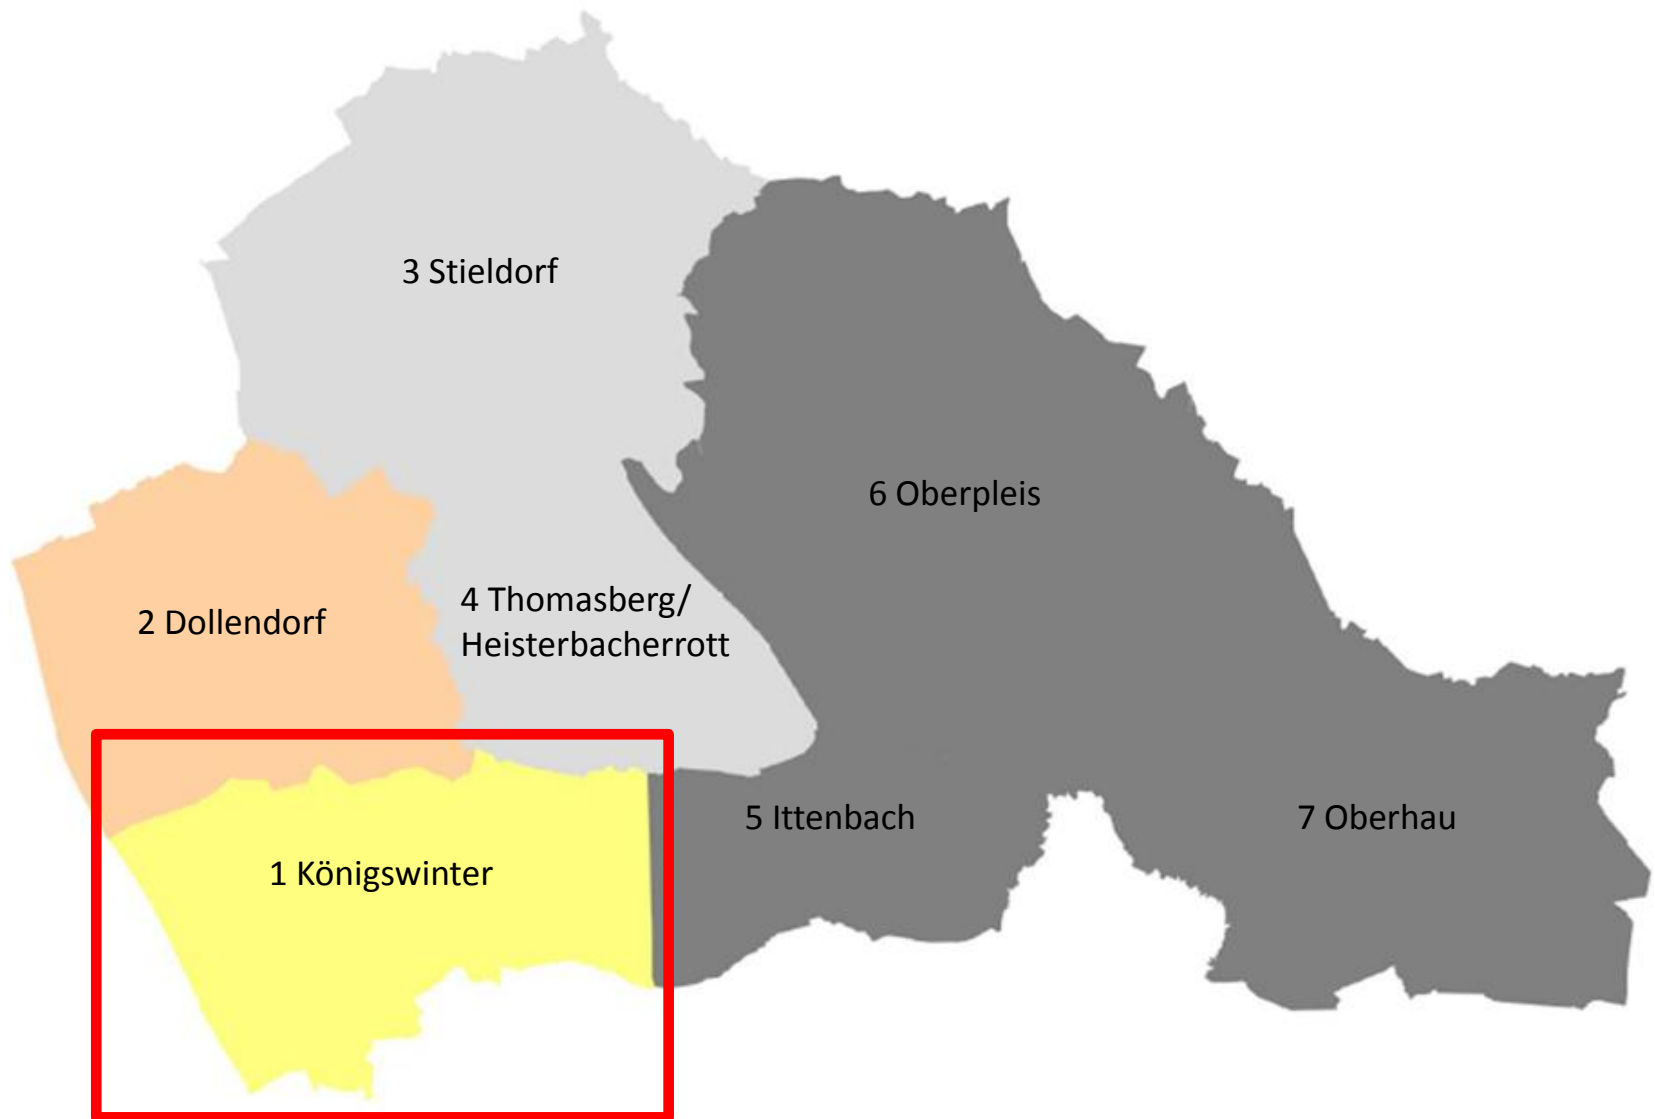 3 Stieldorf
6 Oberpleis
4 Thomasberg/
Heisterbacherrott
2 Dollendorf
5 Ittenbach
7 Oberhau
1 Königswinter